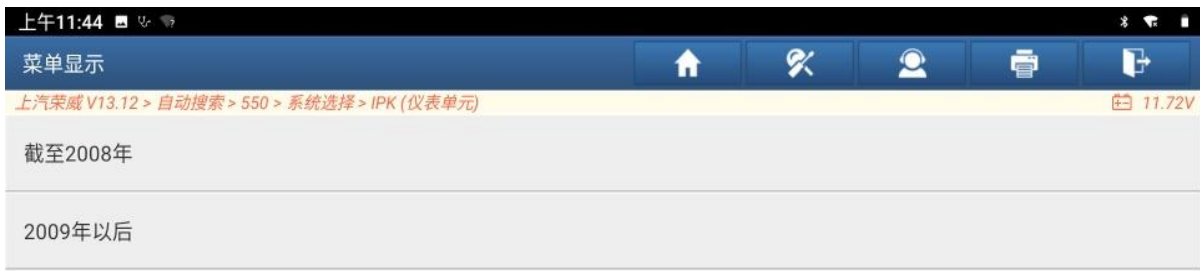 上午11:44
菜单显示
上汽荣威 V13.12 > 自动搜索 > 550 > 系统选择 > IPK (仪表单元) 11.72V
截至2008年
2009年以后